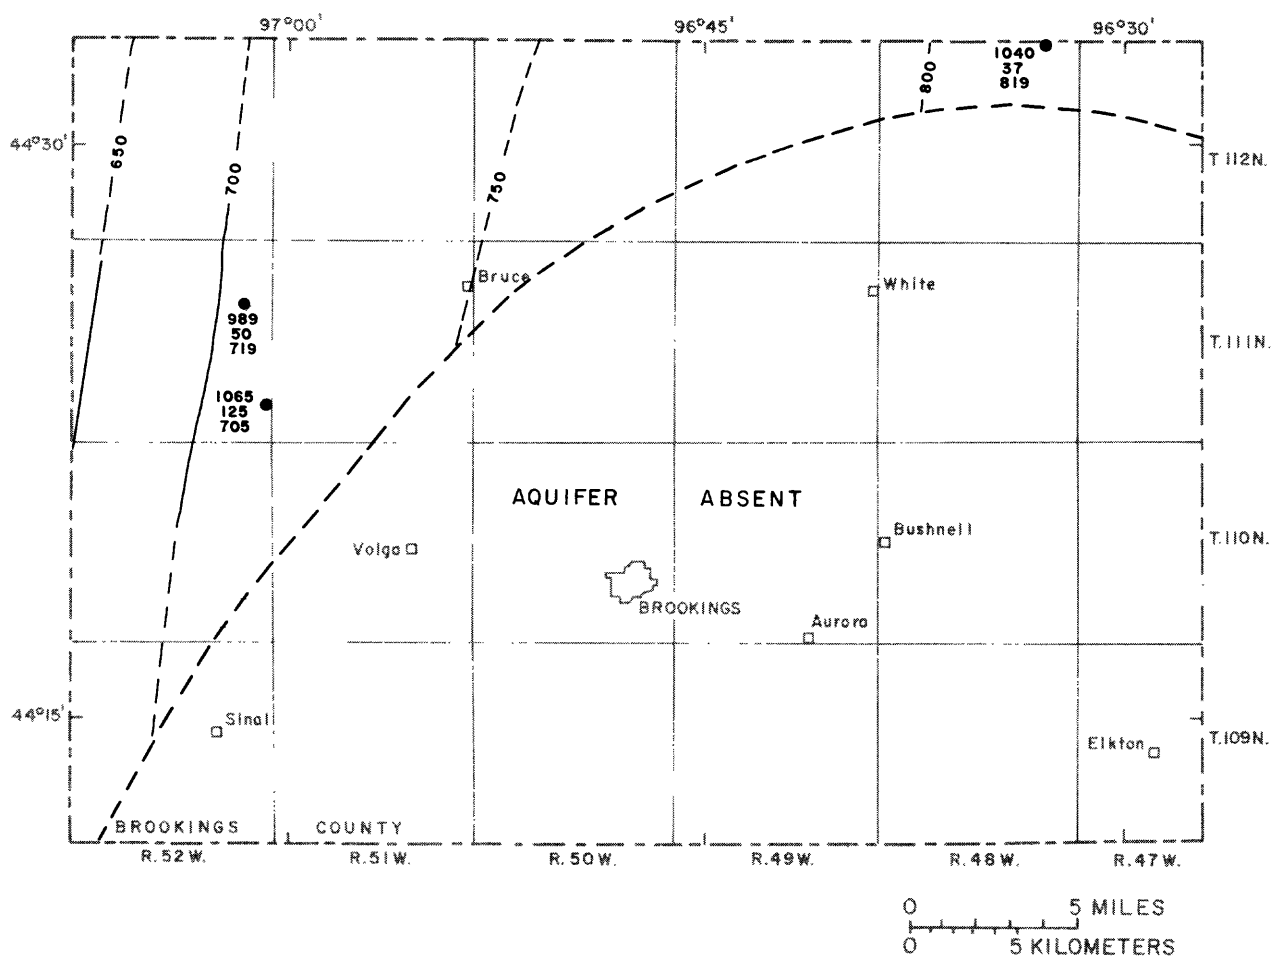 97°00' 96°45' 96°30'
1040
37
819
800
44°30'
650
700
750
T.112N.
Bruce
White
989
50
719
T.111N.
1065
125
705
AQUIFER ABSENT
Bushnell
Volga
T.110N.
BROOKINGS
Aurora
44°15'
Sinai
Elkton
T.109N.
BROOKINGS COUNTY
R.52W. R.51W. R.50W. R.49W. R.48W. R.47W.
0 5 MILES
0 5 KILOMETERS